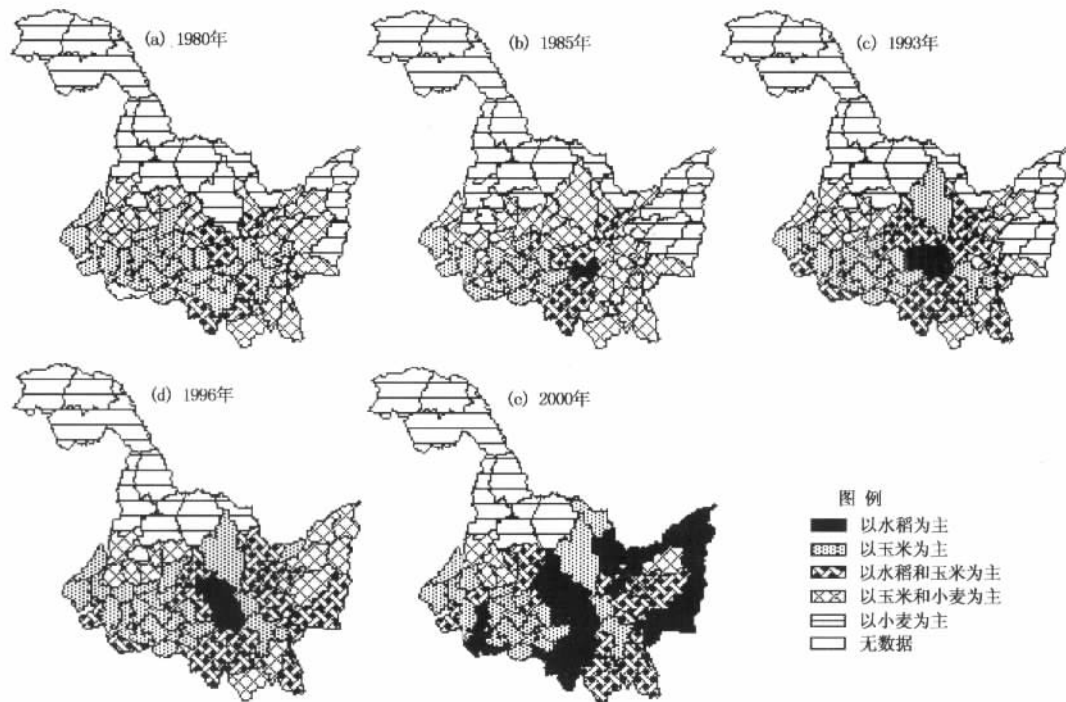 (a) 1980年
(b) 1985年
(c) 1993年
(d) 1996年
(e) 2000年
图 例
以水稻为主
以玉米为主
以水稻和玉米为主
以玉米和小麦为主
以小麦为主
无数据